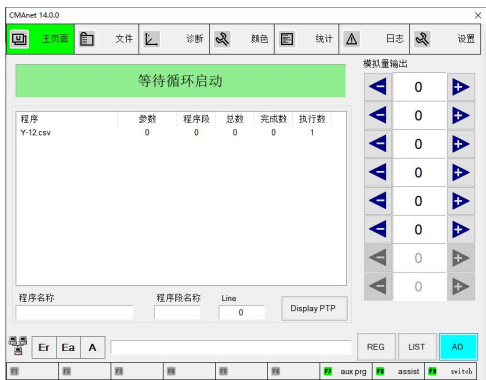 CMAnet 14.0.0
主页面 文件 诊断 颜色 统计 日志 设置
模拟量输出
等待循环启动
0
0
0
0
0
0
0
0
程序 参数 程序段 总数 完成数 执行数
Y-12.csv 0 0 0 0 1
程序名称 程序段名称 Line
0
Display PTP
Er Ea A REG LIST AO
F1 F2 F3 F4 F5 F6 F7 aux prg F8 assist F9 switch